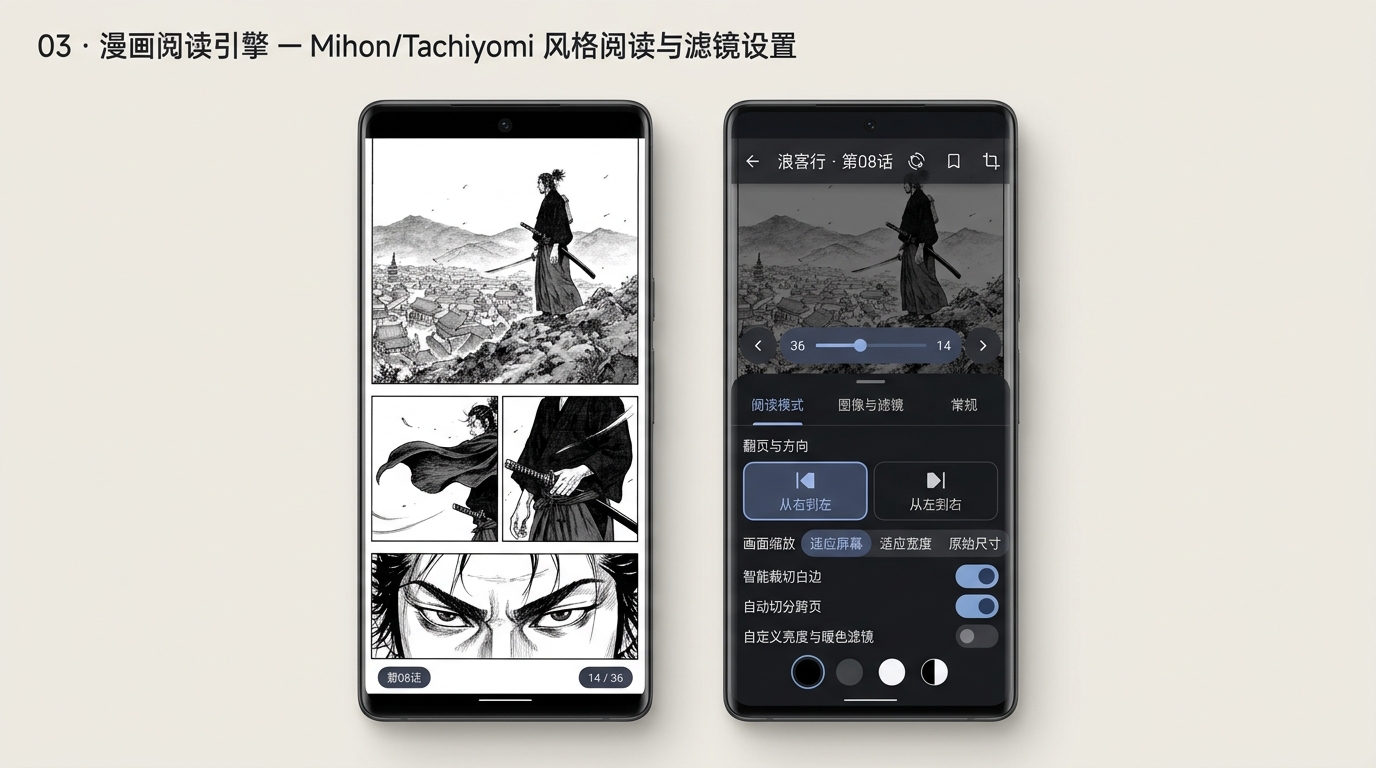 03 · 漫画阅读引擎 — Mihon/Tachiyomi 风格阅读与滤镜设置
第08话
14 / 36
浪客行 · 第08话
36
14
阅读模式
图像与滤镜
常规
翻页与方向
从右到左
从左到右
画面缩放 适应屏幕 适应宽度 原始尺寸
智能裁切白边
自动切分跨页
自定义亮度与暖色滤镜